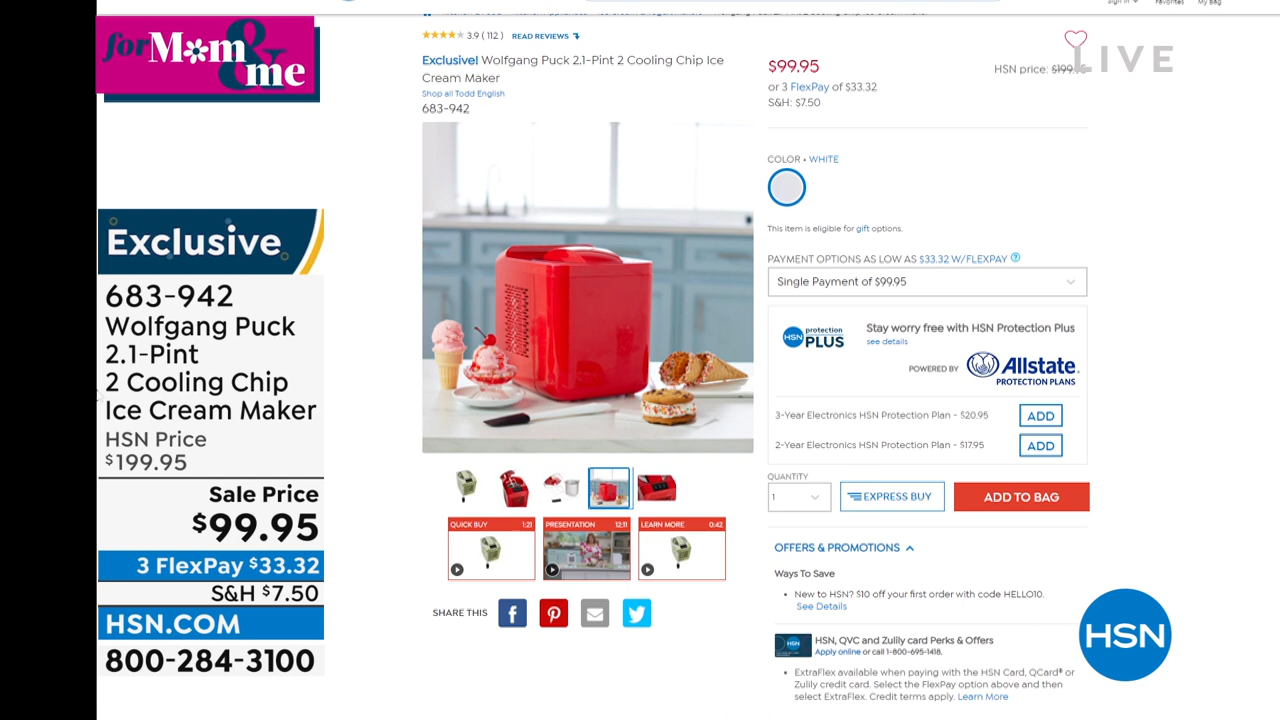 for Mom & me
Exclusive
683-942
Wolfgang Puck
2.1-Pint
2 Cooling Chip
Ice Cream Maker
HSN Price
$199.95
Sale Price
$99.95
3 FlexPay $33.32
S&H $7.50
HSN.COM
800-284-3100
Sign in
Favorites
My Bag
3.9 (112) READ REVIEWS
Exclusive! Wolfgang Puck 2.1-Pint 2 Cooling Chip Ice
Cream Maker
Shop all Todd English
683-942
QUICK BUY 1:21
PRESENTATION 12:11
LEARN MORE 0:42
SHARE THIS
$99.95
HSN price:
LIVE
or 3 FlexPay of $33.32
S&H: $7.50
COLOR • WHITE
This item is eligible for gift options.
PAYMENT OPTIONS AS LOW AS $33.32 W/FLEXPAY ?
Single Payment of $99.95
HSN protection PLUS
Stay worry free with HSN Protection Plus
see details
POWERED BY Allstate
PROTECTION PLANS
3-Year Electronics HSN Protection Plan - $20.95 ADD
2-Year Electronics HSN Protection Plan - $17.95 ADD
QUANTITY
1
EXPRESS BUY
ADD TO BAG
OFFERS & PROMOTIONS
Ways To Save
• New to HSN? $10 off your first order with code HELLO10.
See Details
HSN, QVC and Zulily card Perks & Offers
Apply online or call 1-800-695-1418.
• ExtraFlex available when paying with the HSN Card, QCard® or
Zulily credit card. Select the FlexPay option above and then
select ExtraFlex. Credit terms apply. Learn More
HSN